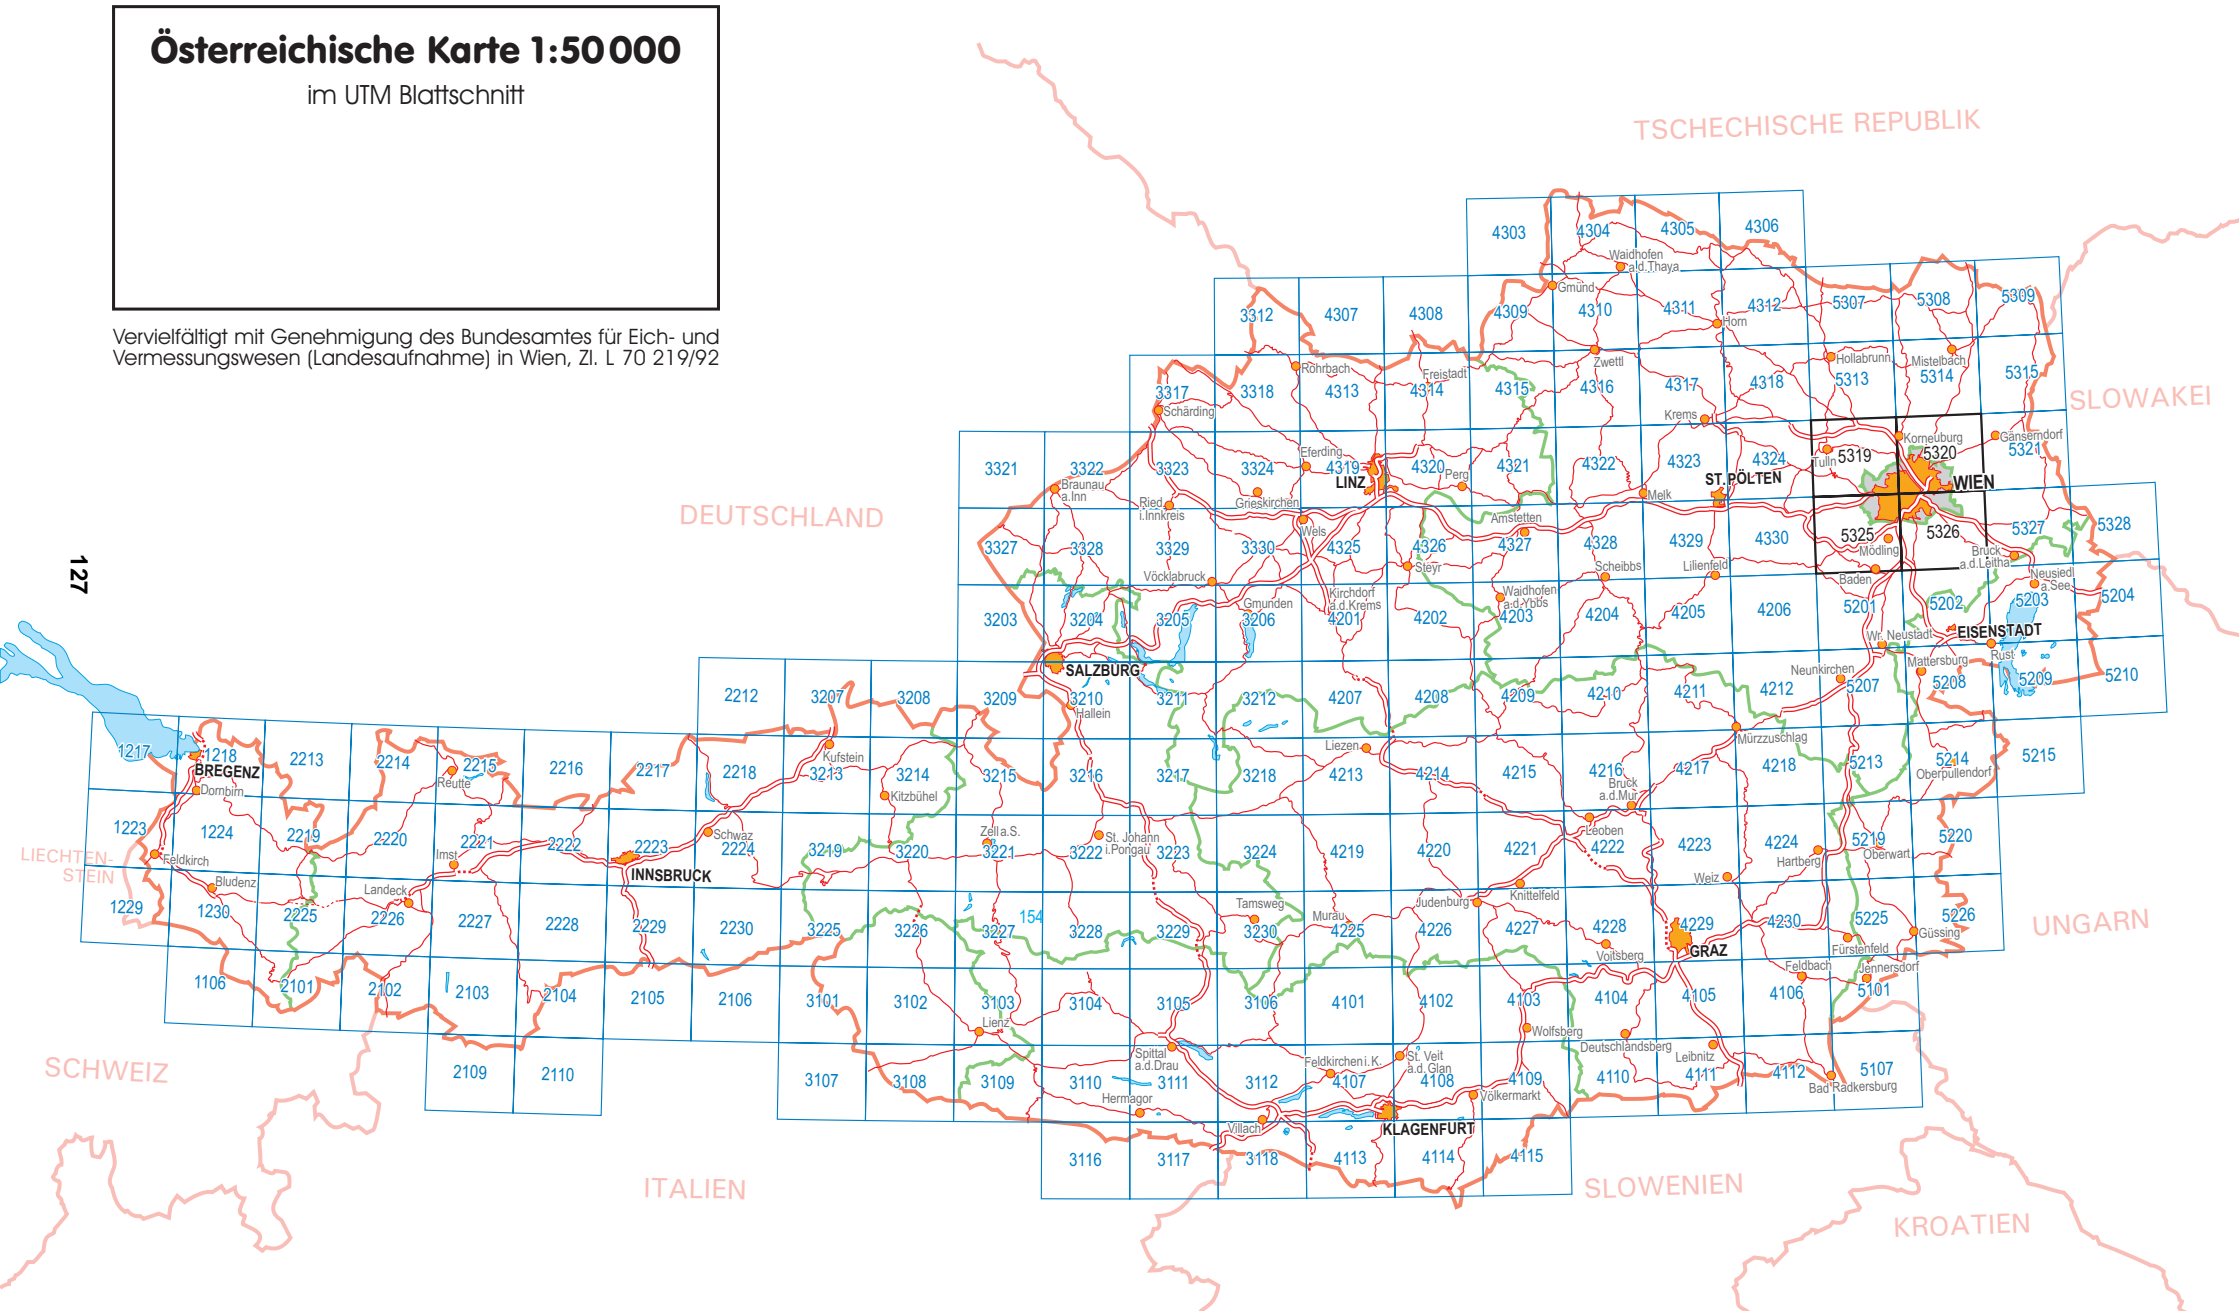 Österreichische Karte 1:50 000
im UTM Blattschnitt
Vervielfältigt mit Genehmigung des Bundesamtes für Eich- und
Vermessungswesen (Landesaufnahme) in Wien, Zl. L 70 219/92
TSCHECHISCHE REPUBLIK
4303 4304 4305 4306
Waidhofen
a.d.Thaya
Gmünd
3312 4307 4308 4309 4310 4311 4312 5307 5308 5309
Horn
Rohrbach Freistadt Zwettl Hollabrunn Mistelbach
3317 3318 4313 4314 4315 4316 4317 4318 5313 5314 5315
SLOWAKEI
Schärding Krems
Korneuburg Gänserndorf
3321 3322 3323 3324 4319 4320 4321 4322 4323 4324 5319 5320 5321
Eferding Perg Tulln
LINZ ST.PÖLTEN WIEN
Braunau
a.Inn
Ried
i.Innkreis
Grieskirchen Melk
DEUTSCHLAND
Wels Amstetten
3327 3328 3329 3330 4325 4326 4327 4328 4329 4330 5325 5326 5327 5328
Mödling
Bruck
a.d.Leitha
Vöcklabruck Steyr Scheibbs Lilienfeld Baden
Neusiedl
a.See
127
Gmunden
Kirchdorf
a.d.Krems
Waidhofen
a.d.Ybbs
3203 3204 3205 3206 4201 4202 4203 4204 4205 4206 5201 5202 5203 5204
Wr. Neustadt EISENSTADT
Rust
SALZBURG Neunkirchen Mattersburg
2212 3207 3208 3209 3210 3211 3212 4207 4208 4209 4210 4211 4212 5207 5208 5209 5210
Hallein
Liezen Mürzzuschlag
1217 1218 2213 2214 2215 2216 2217 2218 3213 3214 3215 3216 3217 3218 4213 4214 4215 4216 4217 4218 5213 5214 5215
BREGENZ
Dornbirn Reutte Kufstein Kitzbühel
Bruck
a.d.Mur
Oberpullendorf
1223 1224 2219 2220 2221 2222 2223 2224 3219 3220 3221 3222 3223 3224 4219 4220 4221 4222 4223 4224 5219 5220
Schwaz Zell a.S.
St. Johann
i.Pongau
Leoben Hartberg Oberwart
LIECHTEN-
STEIN
Feldkirch Imst INNSBRUCK
Bludenz Landeck Weiz
Knittelfeld
Tamsweg Murau Judenburg
1229 1230 2225 2226 2227 2228 2229 2230 3225 3226 3227 154 3228 3229 3230 4225 4226 4227 4228 4229 4230 5225 5226
UNGARN
Güssing
GRAZ Voitsberg Fürstenfeld
Feldbach Jennersdorf
1106 2101 2102 2103 2104 2105 2106 3101 3102 3103 3104 3105 3106 4101 4102 4103 4104 4105 4106 5101
Lienz Wolfsberg
Deutschlandsberg Leibnitz
SCHWEIZ
Spittal
a.d.Drau
Feldkirchen i.K.
St. Veit
a.d.Glan
2109 2110 3107 3108 3109 3110 3111 3112 4107 4108 4109 4110 4111 4112 5107
Bad Radkersburg
Hermagor Völkermarkt
Villach KLAGENFURT
3116 3117 3118 4113 4114 4115
ITALIEN SLOWENIEN
KROATIEN